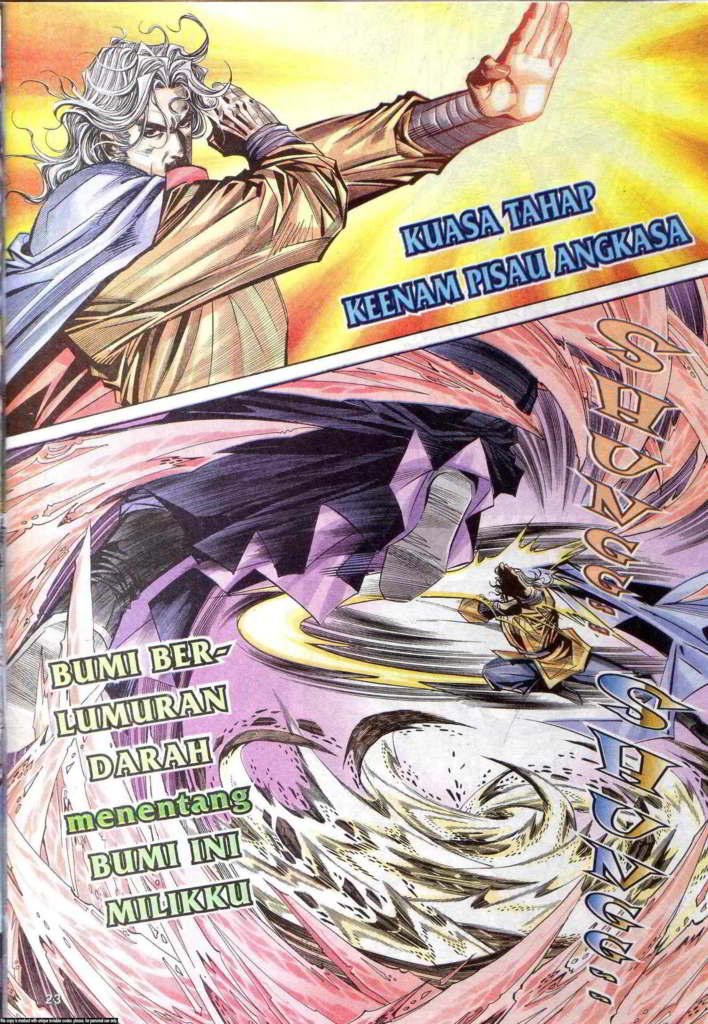 KUASA TAHAP
KEENAM PISAU ANGKASA
SHUNGG!!
BUMI BER-
LUMURAN
DARAH
menentang
BUMI INI
MILIKKU
SHUNGG!!
23